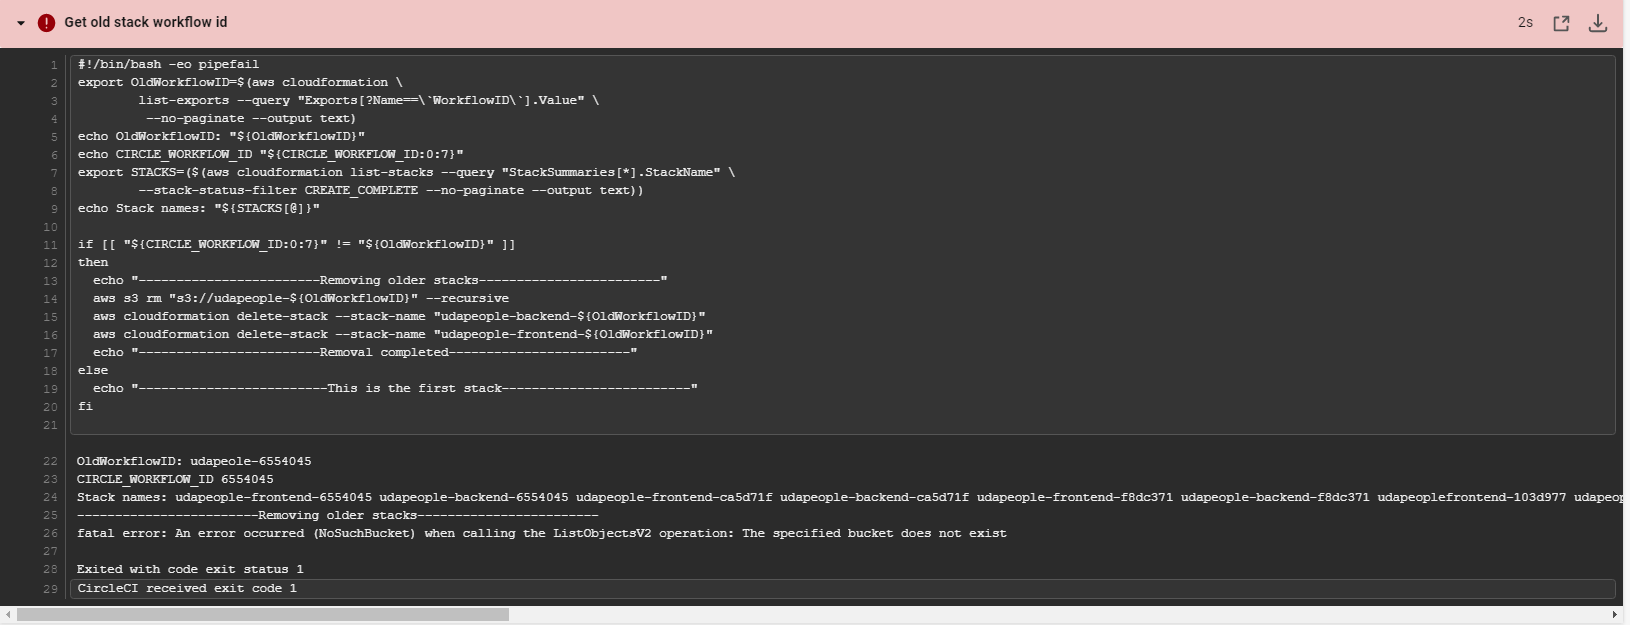 Get old stack workflow id 2s
1 #!/bin/bash -eo pipefail
2 export OldWorkflowID=$(aws cloudformation \
3 list-exports --query "Exports[?Name==\`WorkflowID\`].Value" \
4 --no-paginate --output text)
5 echo OldWorkflowID: "${OldWorkflowID}"
6 echo CIRCLE_WORKFLOW_ID "${CIRCLE_WORKFLOW_ID:0:7}"
7 export STACKS=($(aws cloudformation list-stacks --query "StackSummaries[*].StackName" \
8 --stack-status-filter CREATE_COMPLETE --no-paginate --output text))
9 echo Stack names: "${STACKS[@]}"
10
11 if [[ "${CIRCLE_WORKFLOW_ID:0:7}" != "${OldWorkflowID}" ]]
12 then
13 echo "------------------------Removing older stacks------------------------"
14 aws s3 rm "s3://udapeople-${OldWorkflowID}" --recursive
15 aws cloudformation delete-stack --stack-name "udapeople-backend-${OldWorkflowID}"
16 aws cloudformation delete-stack --stack-name "udapeople-frontend-${OldWorkflowID}"
17 echo "------------------------Removal completed------------------------"
18 else
19 echo "-------------------------This is the first stack-------------------------"
20 fi
21
22 OldWorkflowID: udapeole-6554045
23 CIRCLE_WORKFLOW_ID 6554045
24 Stack names: udapeople-frontend-6554045 udapeople-backend-6554045 udapeople-frontend-ca5d71f udapeople-backend-ca5d71f udapeople-frontend-f8dc371 udapeople-backend-f8dc371 udapeoplefrontend-103d977 udapeop
25 ------------------------Removing older stacks------------------------
26 fatal error: An error occurred (NoSuchBucket) when calling the ListObjectsV2 operation: The specified bucket does not exist
27
28 Exited with code exit status 1
29 CircleCI received exit code 1